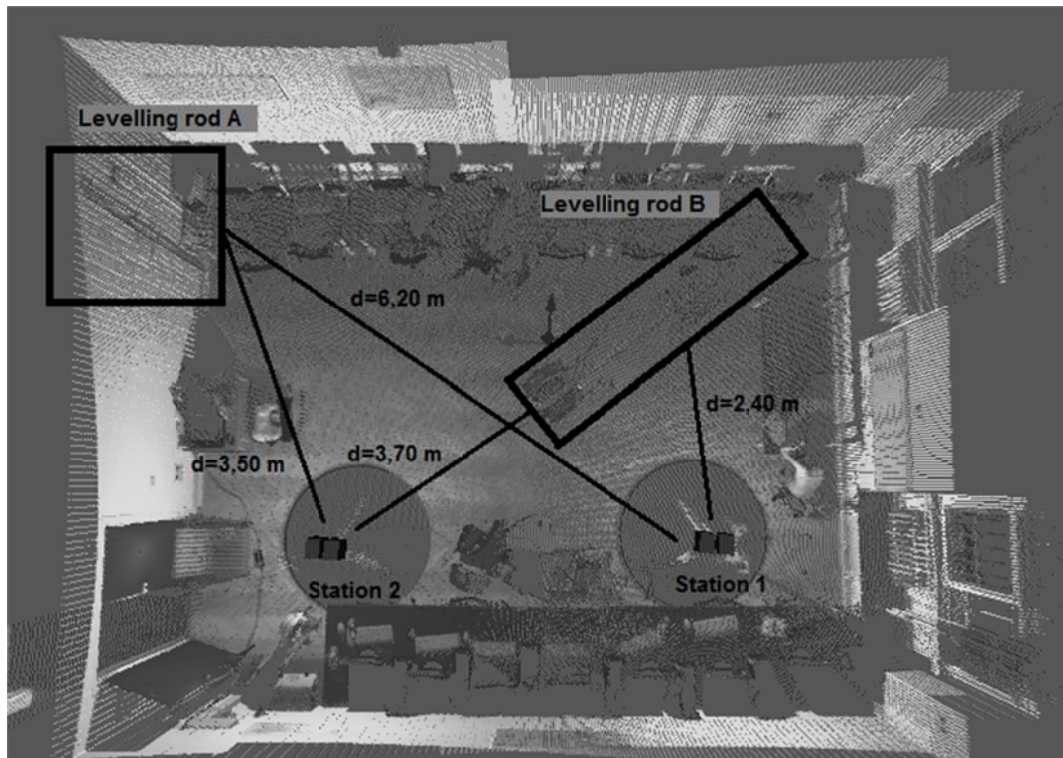 Levelling rod A
Levelling rod B
d=6,20 m
d=2,40 m
d=3,50 m
d=3,70 m
Station 2
Station 1